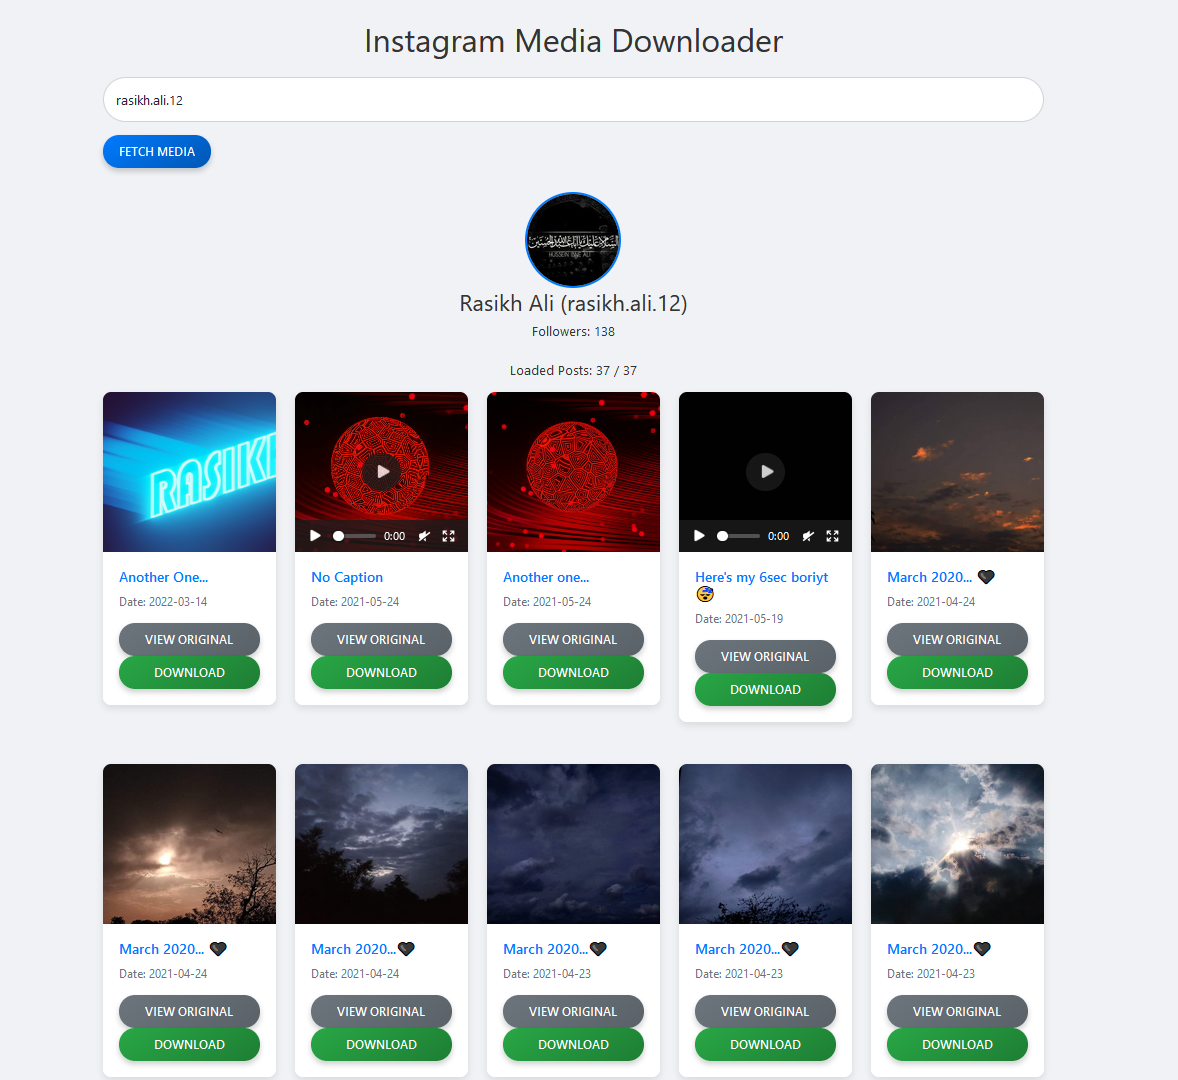 Instagram Media Downloader
rasikh.ali.12
FETCH MEDIA
HUSSEIN IBNE ALI
Rasikh Ali (rasikh.ali.12)
Followers: 138
Loaded Posts: 37 / 37
RASIKH
0:00
0:00
Another One...
No Caption
Another one...
Here's my 6sec boriyt
😴
March 2020... 🖤
Date: 2022-03-14
Date: 2021-05-24
Date: 2021-05-24
Date: 2021-05-19
Date: 2021-04-24
VIEW ORIGINAL
VIEW ORIGINAL
VIEW ORIGINAL
VIEW ORIGINAL
VIEW ORIGINAL
DOWNLOAD
DOWNLOAD
DOWNLOAD
DOWNLOAD
DOWNLOAD
March 2020... 🖤
March 2020...🖤
March 2020...🖤
March 2020...🖤
March 2020...🖤
Date: 2021-04-24
Date: 2021-04-24
Date: 2021-04-23
Date: 2021-04-23
Date: 2021-04-23
VIEW ORIGINAL
VIEW ORIGINAL
VIEW ORIGINAL
VIEW ORIGINAL
VIEW ORIGINAL
DOWNLOAD
DOWNLOAD
DOWNLOAD
DOWNLOAD
DOWNLOAD